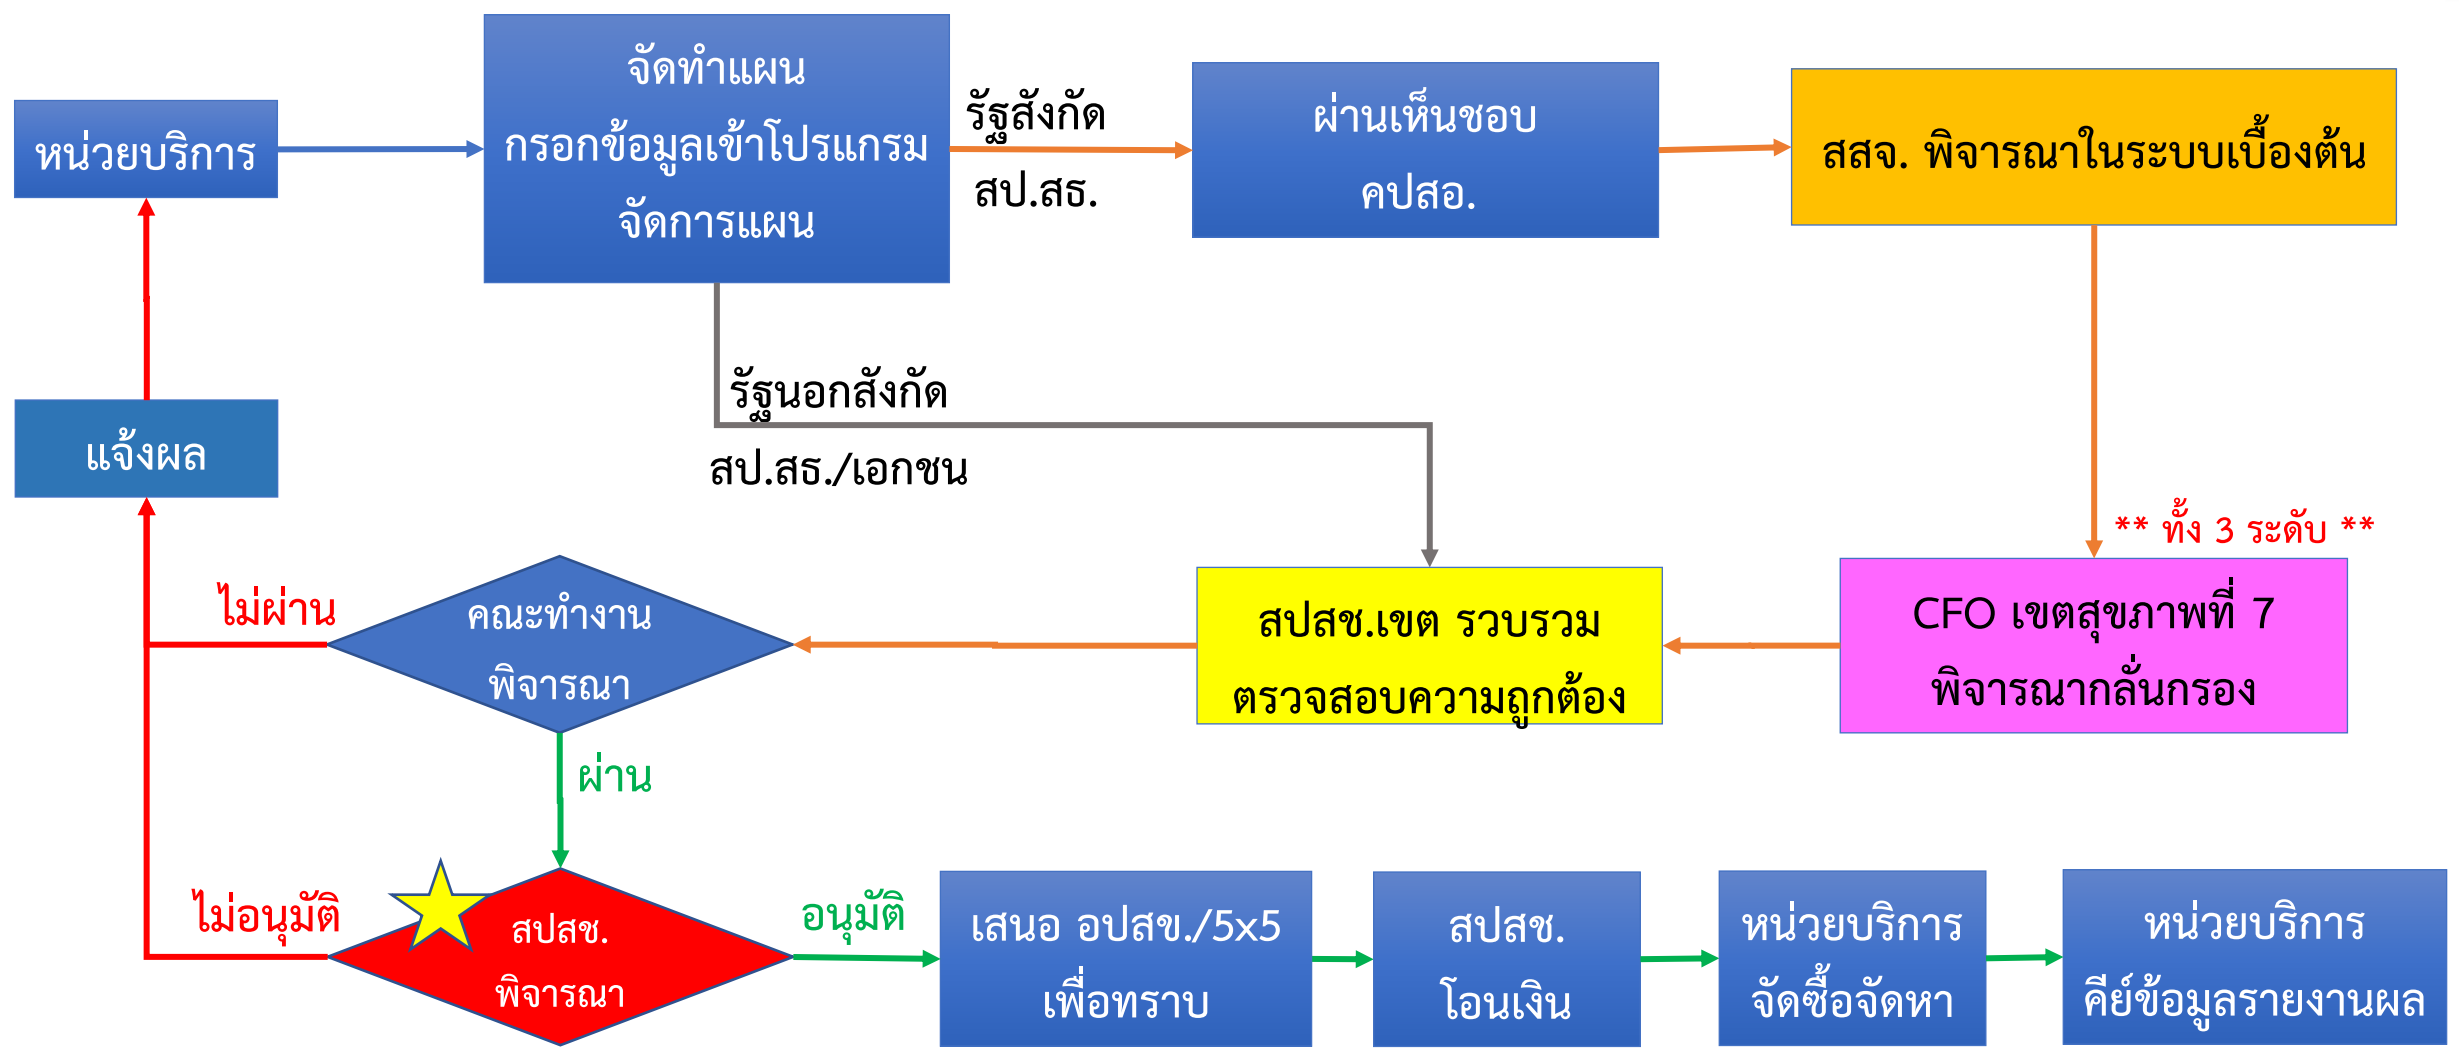 หน่วยบริการ
จัดทำแผน
กรอกข้อมูลเข้าโปรแกรม
จัดการแผน
รัฐสังกัด
สป.สธ.
ผ่านเห็นชอบ
คปสอ.
สสจ. พิจารณาในระบบเบื้องต้น
รัฐนอกสังกัด
สป.สธ./เอกชน
แจ้งผล
** ทั้ง 3 ระดับ **
CFO เขตสุขภาพที่ 7
พิจารณากลั่นกรอง
สปสช.เขต รวบรวม
ตรวจสอบความถูกต้อง
คณะทำงาน
พิจารณา
ไม่ผ่าน
ผ่าน
สปสช.
พิจารณา
ไม่อนุมัติ
อนุมัติ
เสนอ อปสข./5x5
เพื่อทราบ
สปสช.
โอนเงิน
หน่วยบริการ
จัดซื้อจัดหา
หน่วยบริการ
คีย์ข้อมูลรายงานผล